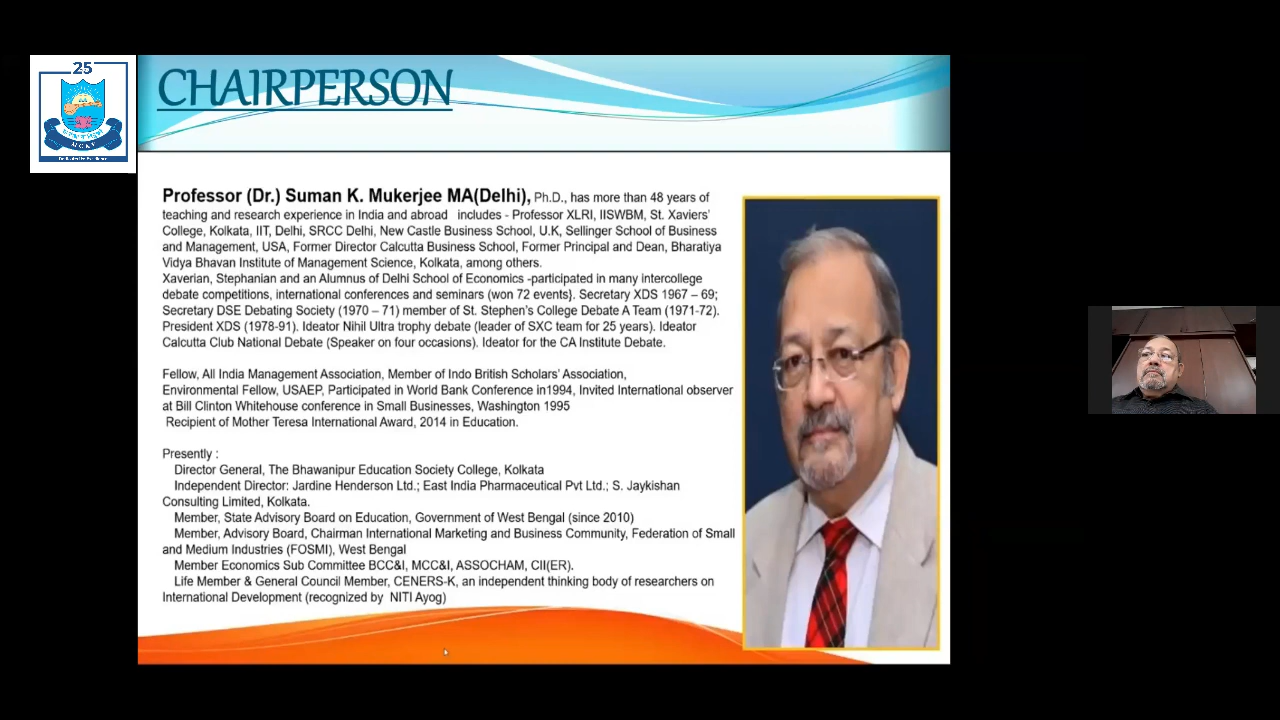 25
MCKV
CHAIRPERSON
Professor (Dr.) Suman K. Mukerjee MA(Delhi), Ph.D., has more than 48 years of
teaching and research experience in India and abroad includes - Professor XLRI, IISWBM, St. Xaviers'
College, Kolkata, IIT, Delhi, SRCC Delhi, New Castle Business School, U.K, Sellinger School of Business
and Management, USA, Former Director Calcutta Business School, Former Principal and Dean, Bharatiya
Vidya Bhavan Institute of Management Science, Kolkata, among others.
Xaverian, Stephanian and an Alumnus of Delhi School of Economics -participated in many intercollege
debate competitions, international conferences and seminars (won 72 events}. Secretary XDS 1967 – 69;
Secretary DSE Debating Society (1970 – 71) member of St. Stephen's College Debate A Team (1971-72).
President XDS (1978-91). Ideator Nihil Ultra trophy debate (leader of SXC team for 25 years). Ideator
Calcutta Club National Debate (Speaker on four occasions). Ideator for the CA Institute Debate.
Fellow, All India Management Association, Member of Indo British Scholars' Association,
Environmental Fellow, USAEP, Participated in World Bank Conference in1994, Invited International observer
at Bill Clinton Whitehouse conference in Small Businesses, Washington 1995
Recipient of Mother Teresa International Award, 2014 in Education.
Presently :
Director General, The Bhawanipur Education Society College, Kolkata
Independent Director: Jardine Henderson Ltd.; East India Pharmaceutical Pvt Ltd.; S. Jaykishan
Consulting Limited, Kolkata.
Member, State Advisory Board on Education, Government of West Bengal (since 2010)
Member, Advisory Board, Chairman International Marketing and Business Community, Federation of Small
and Medium Industries (FOSMI), West Bengal
Member Economics Sub Committee BCC&I, MCC&I, ASSOCHAM, CII(ER).
Life Member & General Council Member, CENERS-K, an independent thinking body of researchers on
International Development (recognized by NITI Ayog)